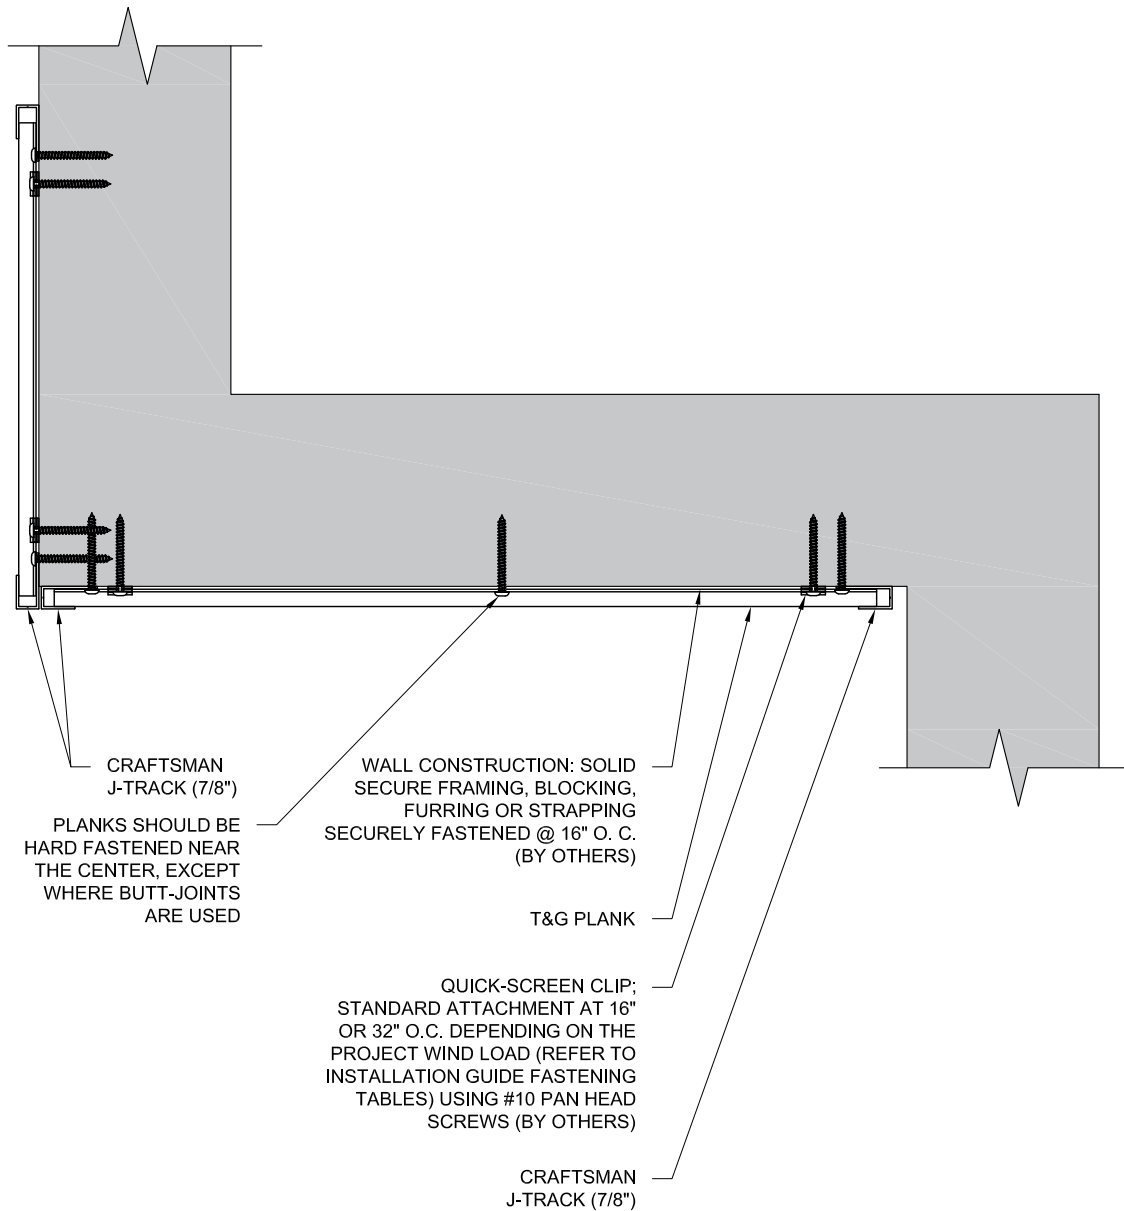 CRAFTSMAN
J-TRACK (7/8")
PLANKS SHOULD BE
HARD FASTENED NEAR
THE CENTER, EXCEPT
WHERE BUTT-JOINTS
ARE USED
WALL CONSTRUCTION: SOLID
SECURE FRAMING, BLOCKING,
FURRING OR STRAPPING
SECURELY FASTENED @ 16" O. C.
(BY OTHERS)
T&G PLANK
QUICK-SCREEN CLIP;
STANDARD ATTACHMENT AT 16"
OR 32" O.C. DEPENDING ON THE
PROJECT WIND LOAD (REFER TO
INSTALLATION GUIDE FASTENING
TABLES) USING #10 PAN HEAD
SCREWS (BY OTHERS)
CRAFTSMAN
J-TRACK (7/8")